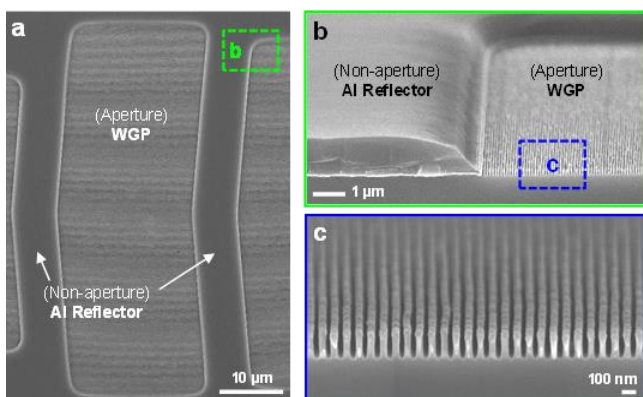 a
b
(Aperture)
WGP
(Non-aperture)
Al Reflector
10 µm
b
(Non-aperture)
Al Reflector
(Aperture)
WGP
c
1 µm
c
100 nm